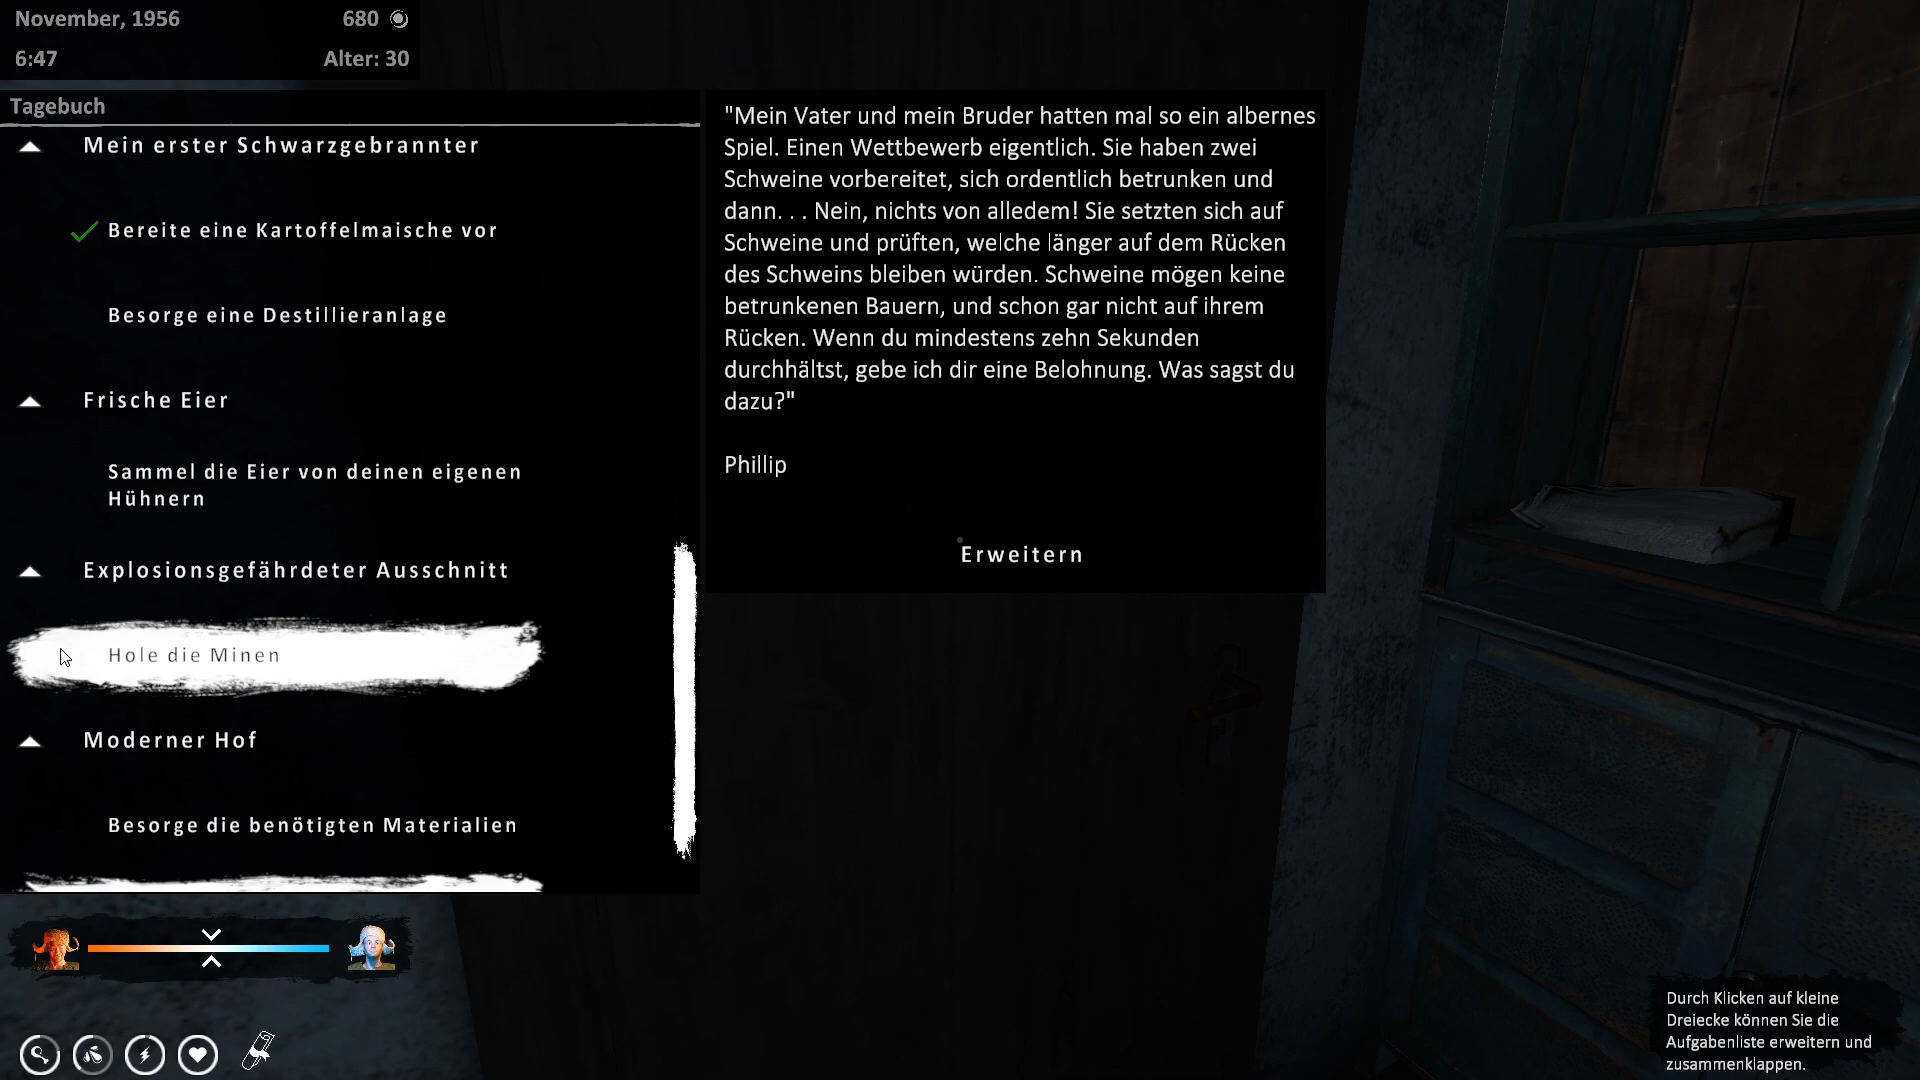 November, 1956
680
6:47
Alter: 30
Tagebuch
Mein erster Schwarzgebrannter
Bereite eine Kartoffelmaische vor
Besorge eine Destillieranlage
Frische Eier
Sammel die Eier von deinen eigenen
Hühnern
Explosionsgefährdeter Ausschnitt
Hole die Minen
Moderner Hof
Besorge die benötigten Materialien
"Mein Vater und mein Bruder hatten mal so ein albernes
Spiel. Einen Wettbewerb eigentlich. Sie haben zwei
Schweine vorbereitet, sich ordentlich betrunken und
dann. . . Nein, nichts von alledem! Sie setzten sich auf
Schweine und prüften, welche länger auf dem Rücken
des Schweins bleiben würden. Schweine mögen keine
betrunkenen Bauern, und schon gar nicht auf ihrem
Rücken. Wenn du mindestens zehn Sekunden
durchhältst, gebe ich dir eine Belohnung. Was sagst du
dazu?"
Phillip
Erweitern
Durch Klicken auf kleine
Dreiecke können Sie die
Aufgabenliste erweitern und
zusammenklappen.